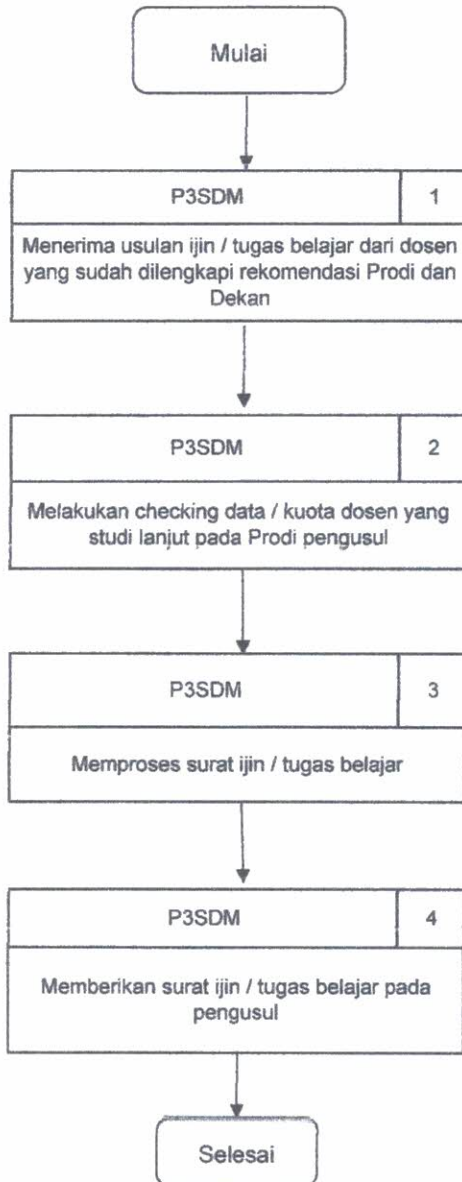 Mulai
P3SDM
1
Menerima usulan ijin / tugas belajar dari dosen
yang sudah dilengkapi rekomendasi Prodi dan
Dekan
P3SDM
2
Melakukan checking data / kuota dosen yang
studi lanjut pada Prodi pengusul
P3SDM
3
Memproses surat ijin / tugas belajar
P3SDM
4
Memberikan surat ijin / tugas belajar pada
pengusul
Selesai